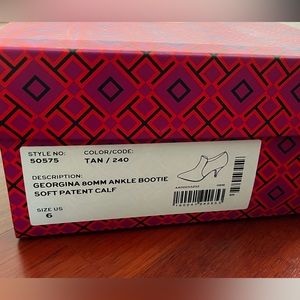 STYLE NO: COLOR/CODE:
50575 TAN / 240
DESCRIPTION:
GEORGINA 80MM ANKLE BOOTIE
SOFT PATENT CALF
SIZE US
6